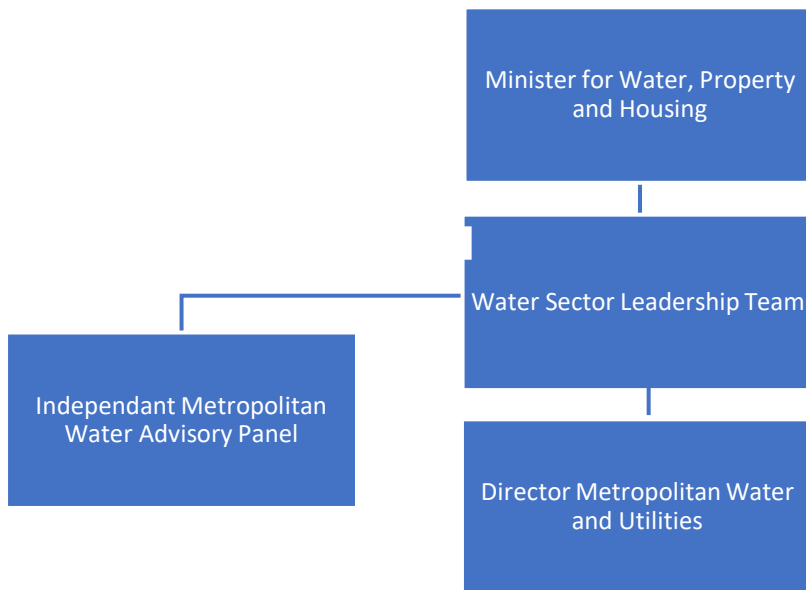 Minister for Water, Property
and Housing
Water Sector Leadership Team
Independant Metropolitan
Water Advisory Panel
Director Metropolitan Water
and Utilities